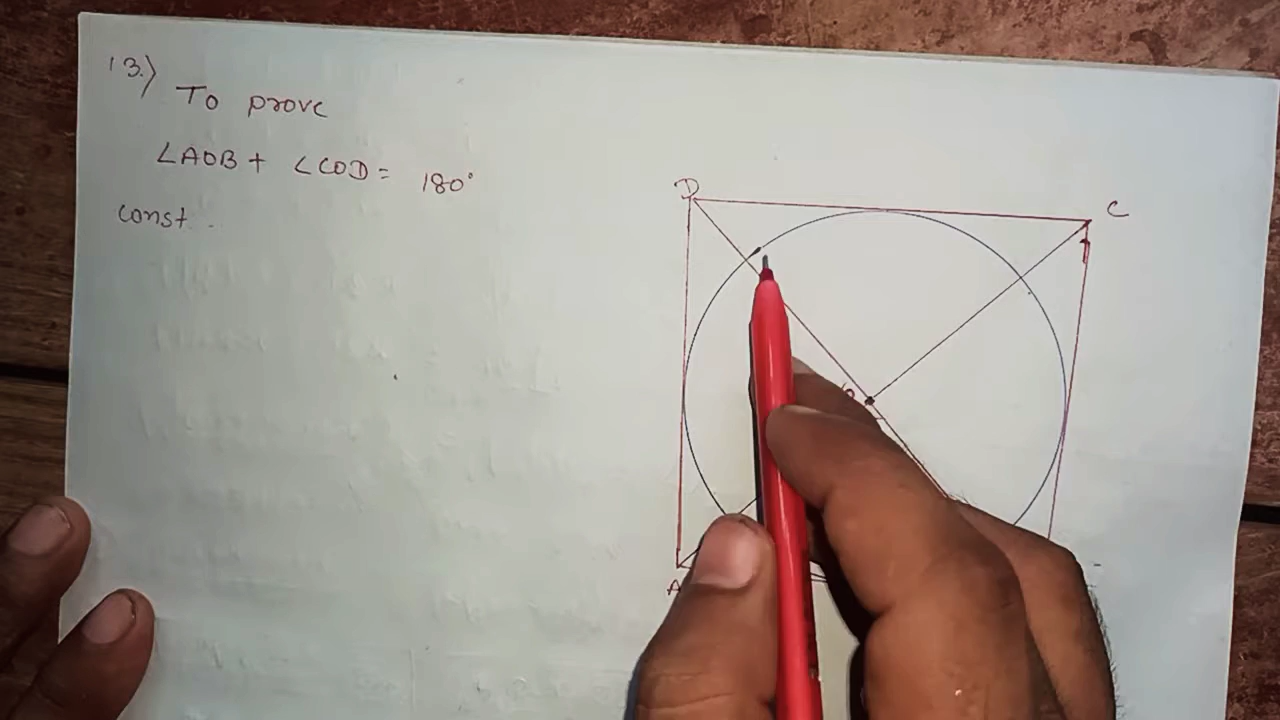 13.)
To prove
∠AOB + ∠COD = 180°
const.
D
C
O
A